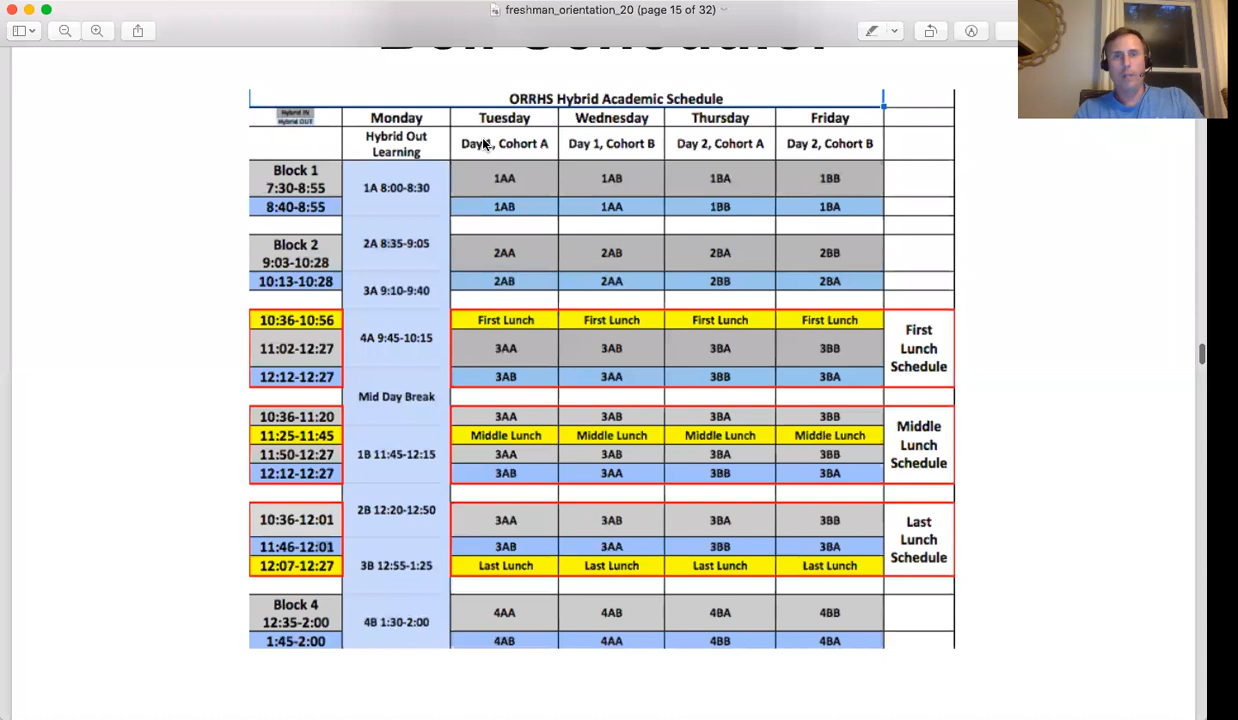 freshman_orientation_20 (page 15 of 32)
Bell Schedule!
ORRHS Hybrid Academic Schedule
Hybrid IN
Hybrid OUT
Monday Tuesday Wednesday Thursday Friday
Hybrid Out Learning Day 1, Cohort A Day 1, Cohort B Day 2, Cohort A Day 2, Cohort B
Block 1
7:30-8:55 1A 8:00-8:30 1AA 1AB 1BA 1BB
8:40-8:55 1AB 1AA 1BB 1BA
Block 2
9:03-10:28 2A 8:35-9:05 2AA 2AB 2BA 2BB
10:13-10:28 2AB 2AA 2BB 2BA
3A 9:10-9:40
10:36-10:56 First Lunch First Lunch First Lunch First Lunch
11:02-12:27 4A 9:45-10:15 3AA 3AB 3BA 3BB First Lunch Schedule
12:12-12:27 3AB 3AA 3BB 3BA
Mid Day Break
10:36-11:20 3AA 3AB 3BA 3BB
11:25-11:45 Middle Lunch Middle Lunch Middle Lunch Middle Lunch Middle Lunch Schedule
11:50-12:27 1B 11:45-12:15 3AA 3AB 3BA 3BB
12:12-12:27 3AB 3AA 3BB 3BA
2B 12:20-12:50
10:36-12:01 3AA 3AB 3BA 3BB Last Lunch Schedule
11:46-12:01 3AB 3AA 3BB 3BA
12:07-12:27 3B 12:55-1:25 Last Lunch Last Lunch Last Lunch Last Lunch
Block 4
12:35-2:00 4B 1:30-2:00 4AA 4AB 4BA 4BB
1:45-2:00 4AB 4AA 4BB 4BA